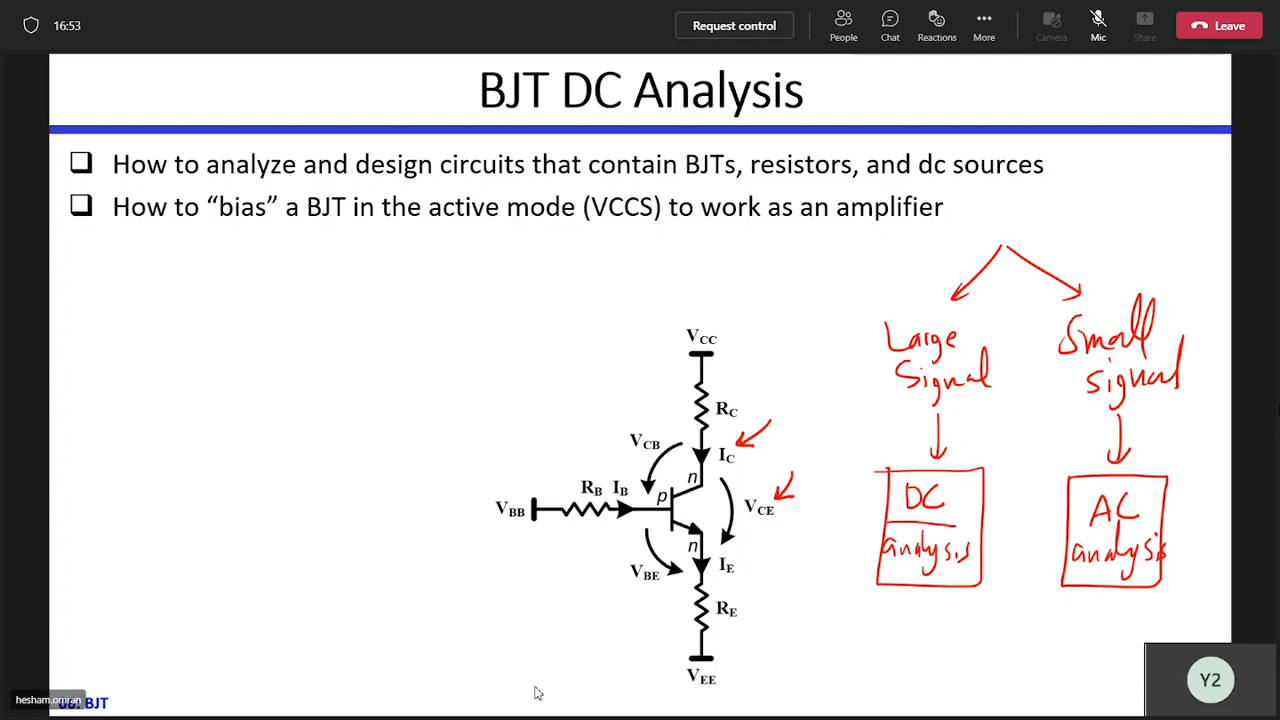 16:53
Request control
People
Chat
Reactions
More
Camera
Mic
Share
Leave
BJT DC Analysis
How to analyze and design circuits that contain BJTs, resistors, and dc sources
How to “bias” a BJT in the active mode (VCCS) to work as an amplifier
Large
Signal
Small
signal
DC
analysis
AC
analysis
VCC
RC
VCB
IC
n
RB
IB
p
VBB
VCE
n
VBE
IE
RE
VEE
hesham.omran
BJT
Y2